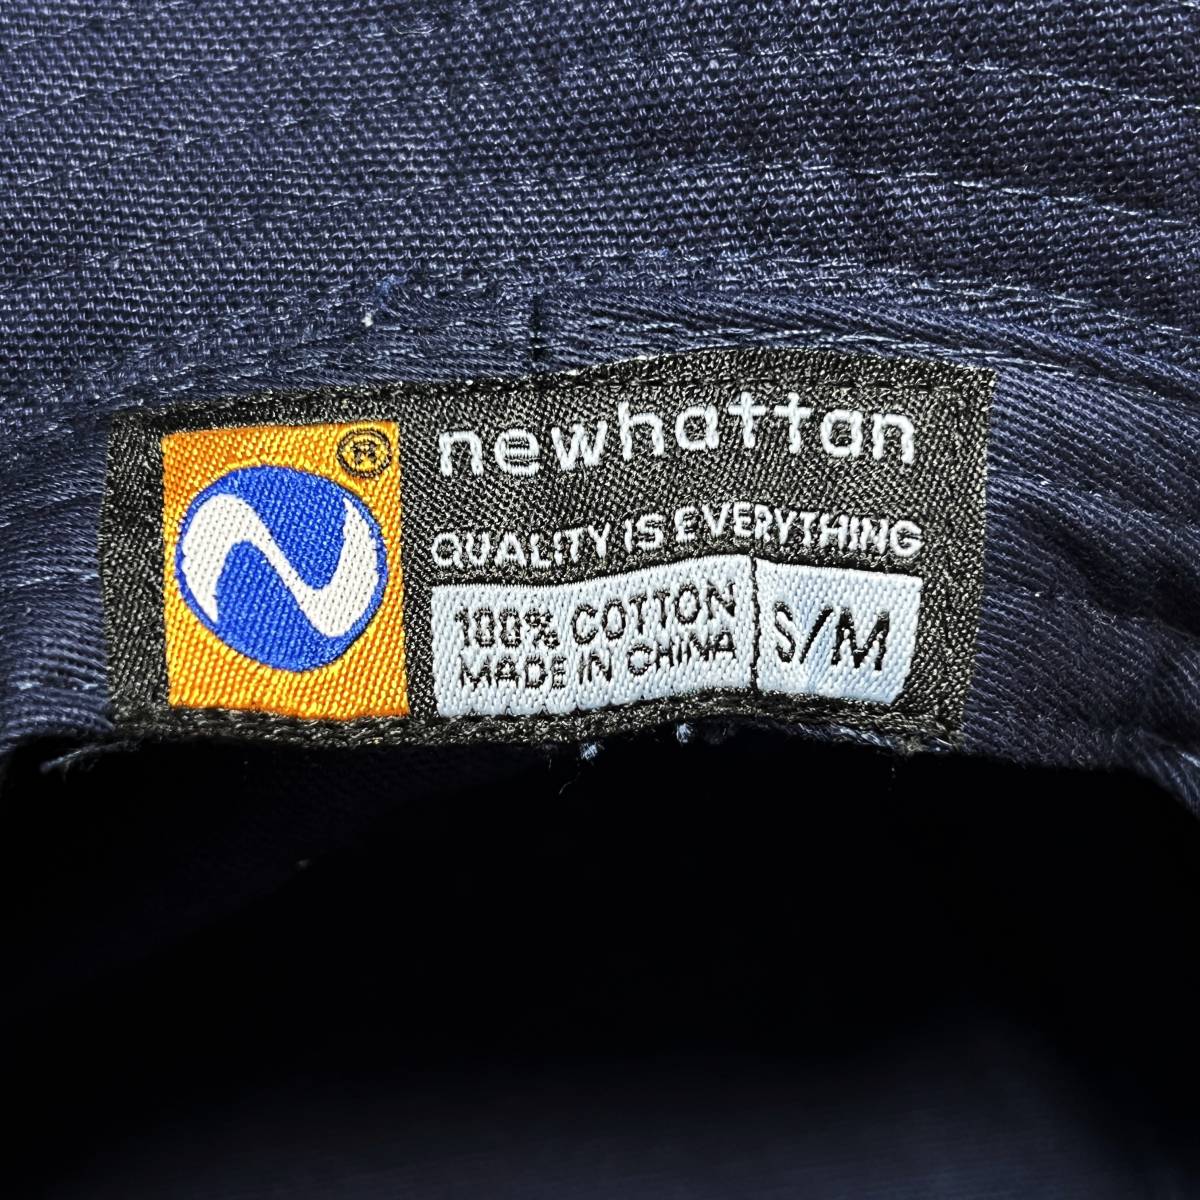 ®
newhattan
QUALITY IS EVERYTHING
100% COTTON
MADE IN CHINA
S/M